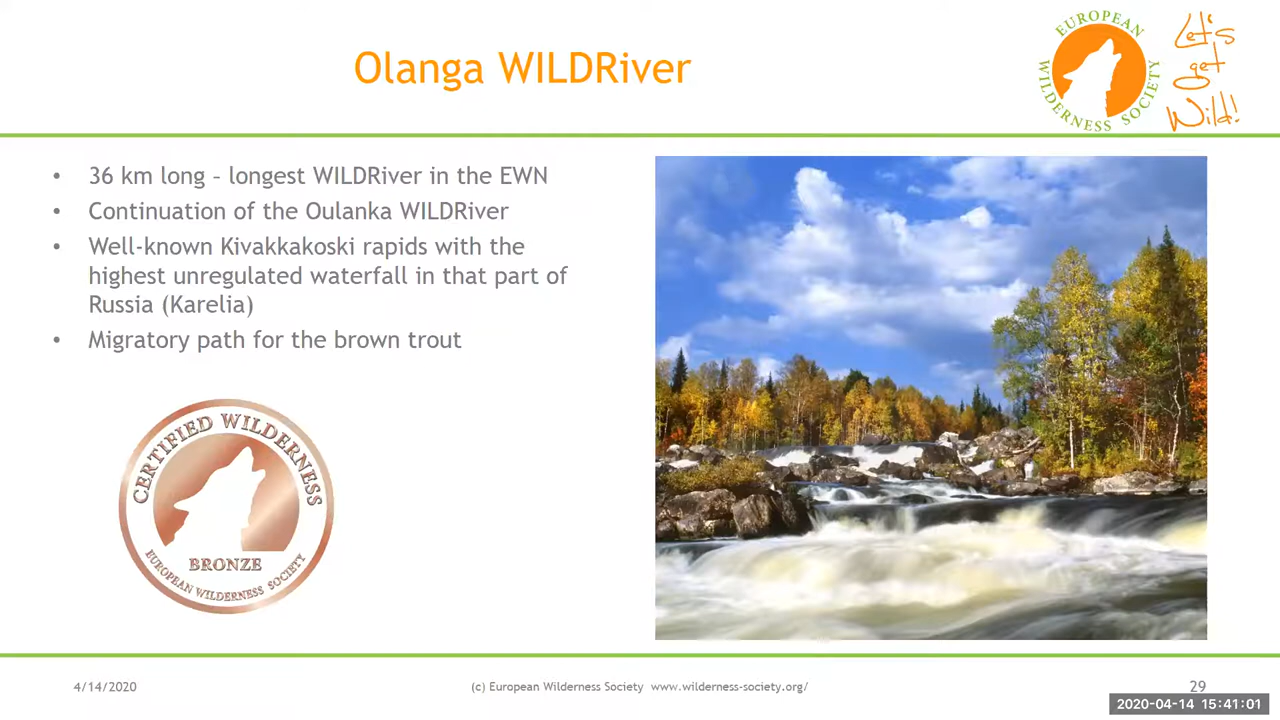 Olanga WILDRiver
EUROPEAN
WILDERNESS SOCIETY
Let's
get
Wild!
• 36 km long – longest WILDRiver in the EWN
• Continuation of the Oulanka WILDRiver
• Well-known Kivakkakoski rapids with the
highest unregulated waterfall in that part of
Russia (Karelia)
• Migratory path for the brown trout
CERTIFIED WILDERNESS
BRONZE
EUROPEAN WILDERNESS SOCIETY
4/14/2020
(c) European Wilderness Society www.wilderness-society.org/
29
2020-04-14 15:41:01